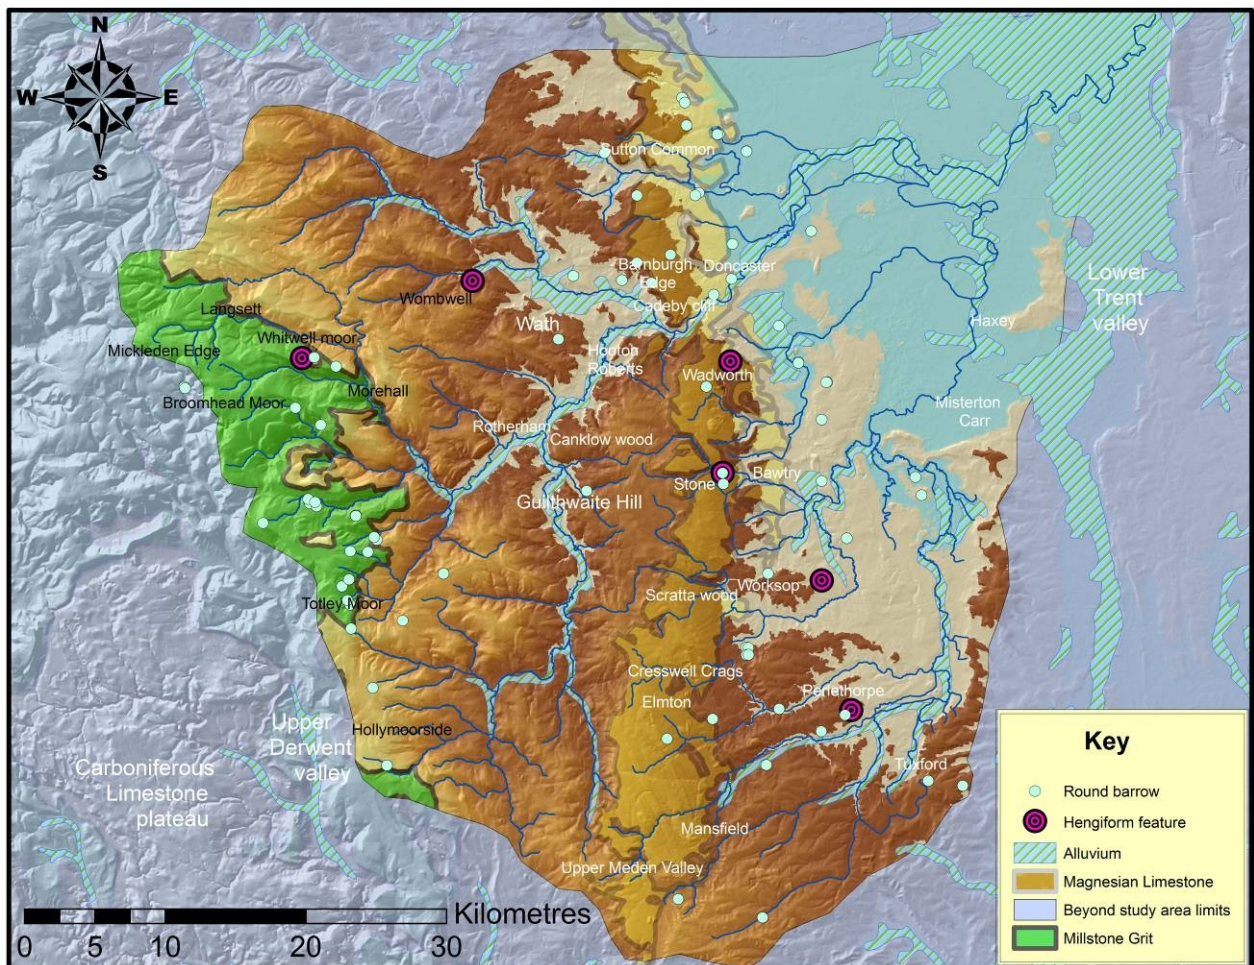 N
W
E
S
Sutton Common
Barnburgh
Edge
Doncaster
Lower
Trent
valley
Wombwell
Cadeby cliff
Langsett
Wath
Haxey
Whitwell moor
Mickleden Edge
Hooton
Roberts
Wadworth
Morehall
Broomhead Moor
Misterton
Carr
Rotherham
Canklow wood
Bawtry
Stone
Guilthwaite Hill
Worksop
Scratta wood
Totley Moor
Cresswell Crags
Elmton
Perlethorpe
Upper
Derwent
valley
Hollymoorside
Carboniferous
Limestone
plateau
Tuxford
Mansfield
Upper Meden Valley
Kilometres
0 5 10 20 30
Key
Round barrow
Hengiform feature
Alluvium
Magnesian Limestone
Beyond study area limits
Millstone Grit